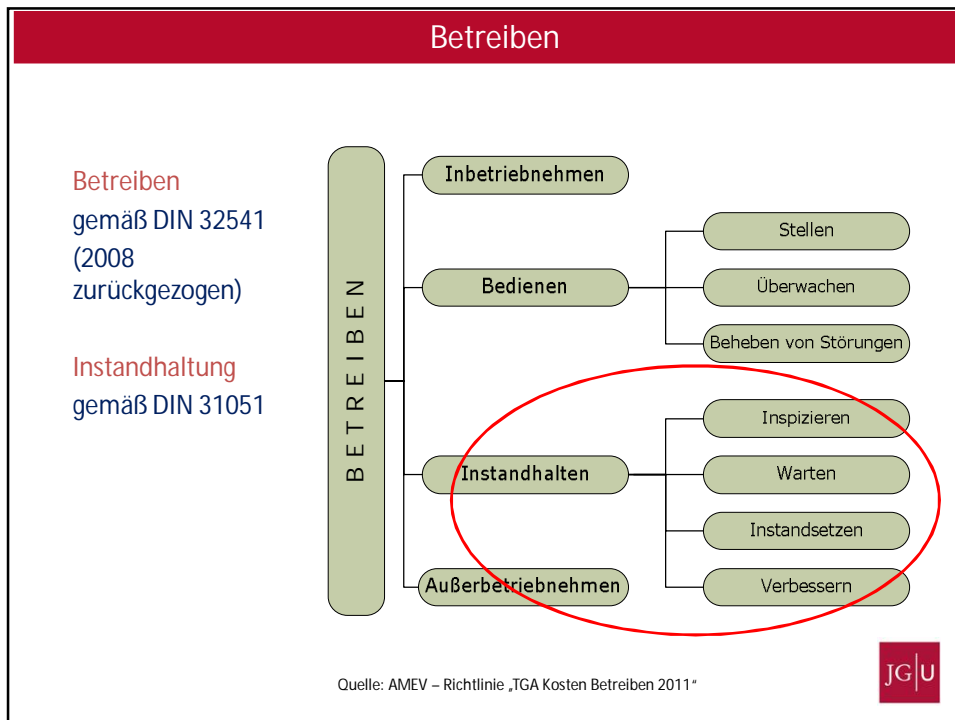 Betreiben
Betreiben
gemäß DIN 32541
(2008
zurückgezogen)
Instandhaltung
gemäß DIN 31051
BETREIBEN
Inbetriebnehmen
Bedienen
Stellen
Überwachen
Beheben von Störungen
Instandhalten
Inspizieren
Warten
Instandsetzen
Verbessern
Außerbetriebnehmen
Quelle: AMEV – Richtlinie „TGA Kosten Betreiben 2011“
JG|U